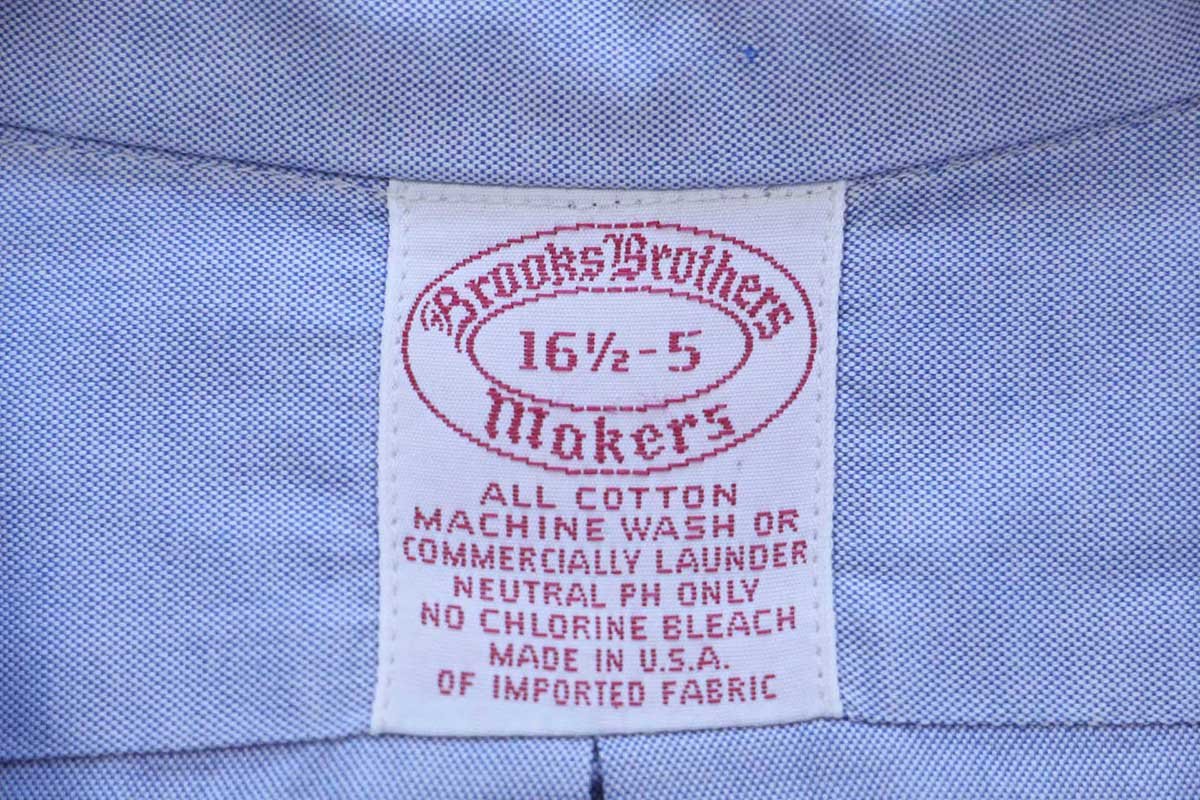 Brooks Brothers
16½-5
Makers
ALL COTTON
MACHINE WASH OR
COMMERCIALLY LAUNDER
NEUTRAL PH ONLY
NO CHLORINE BLEACH
MADE IN U.S.A.
OF IMPORTED FABRIC